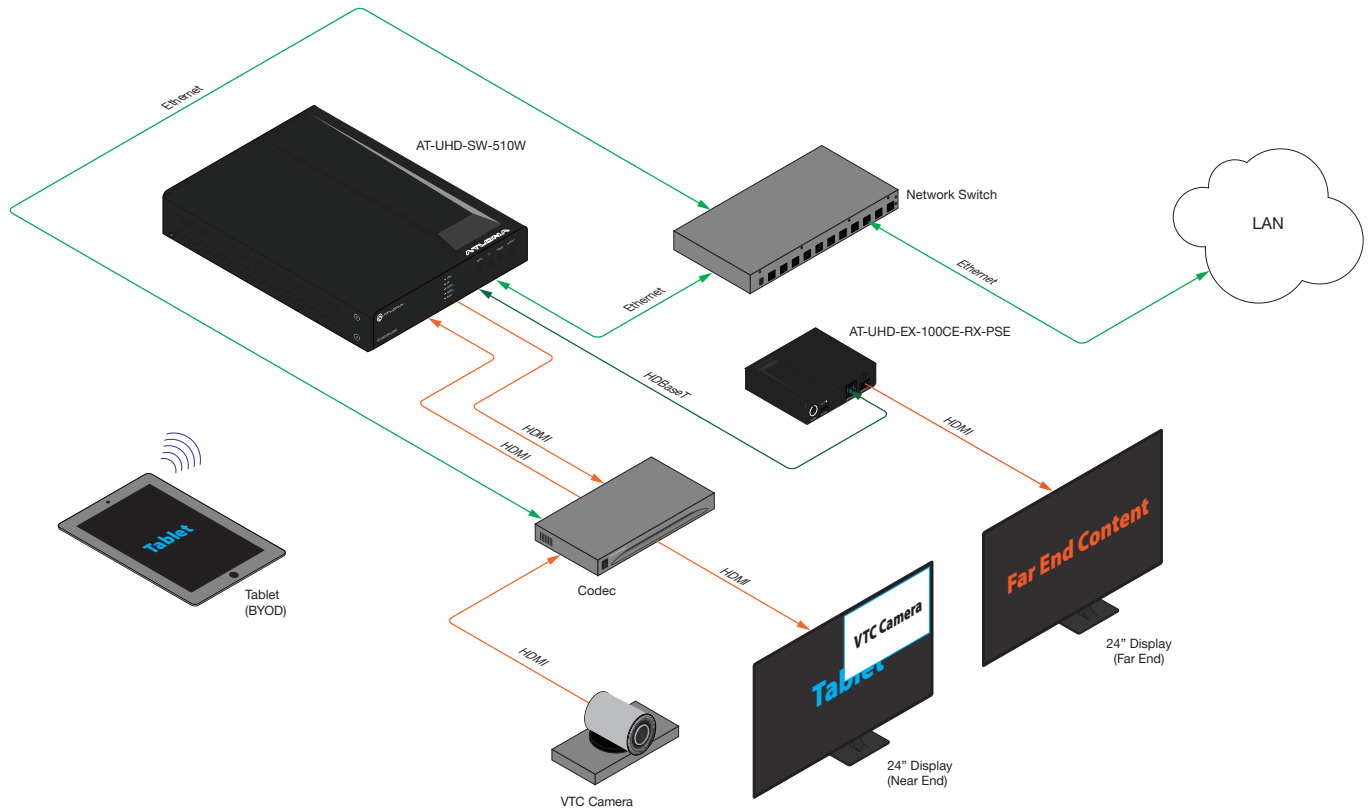 Ethernet
AT-UHD-SW-510W
Network Switch
LAN
ATLONA
Ethernet
Ethernet
AT-UHD-EX-100CE-RX-PSE
HDBaseT
HDMI
HDMI
HDMI
Tablet
Far End Content
Tablet
(BYOD)
Codec
HDMI
VTC Camera
Tablet
24” Display
(Far End)
HDMI
24” Display
(Near End)
VTC Camera